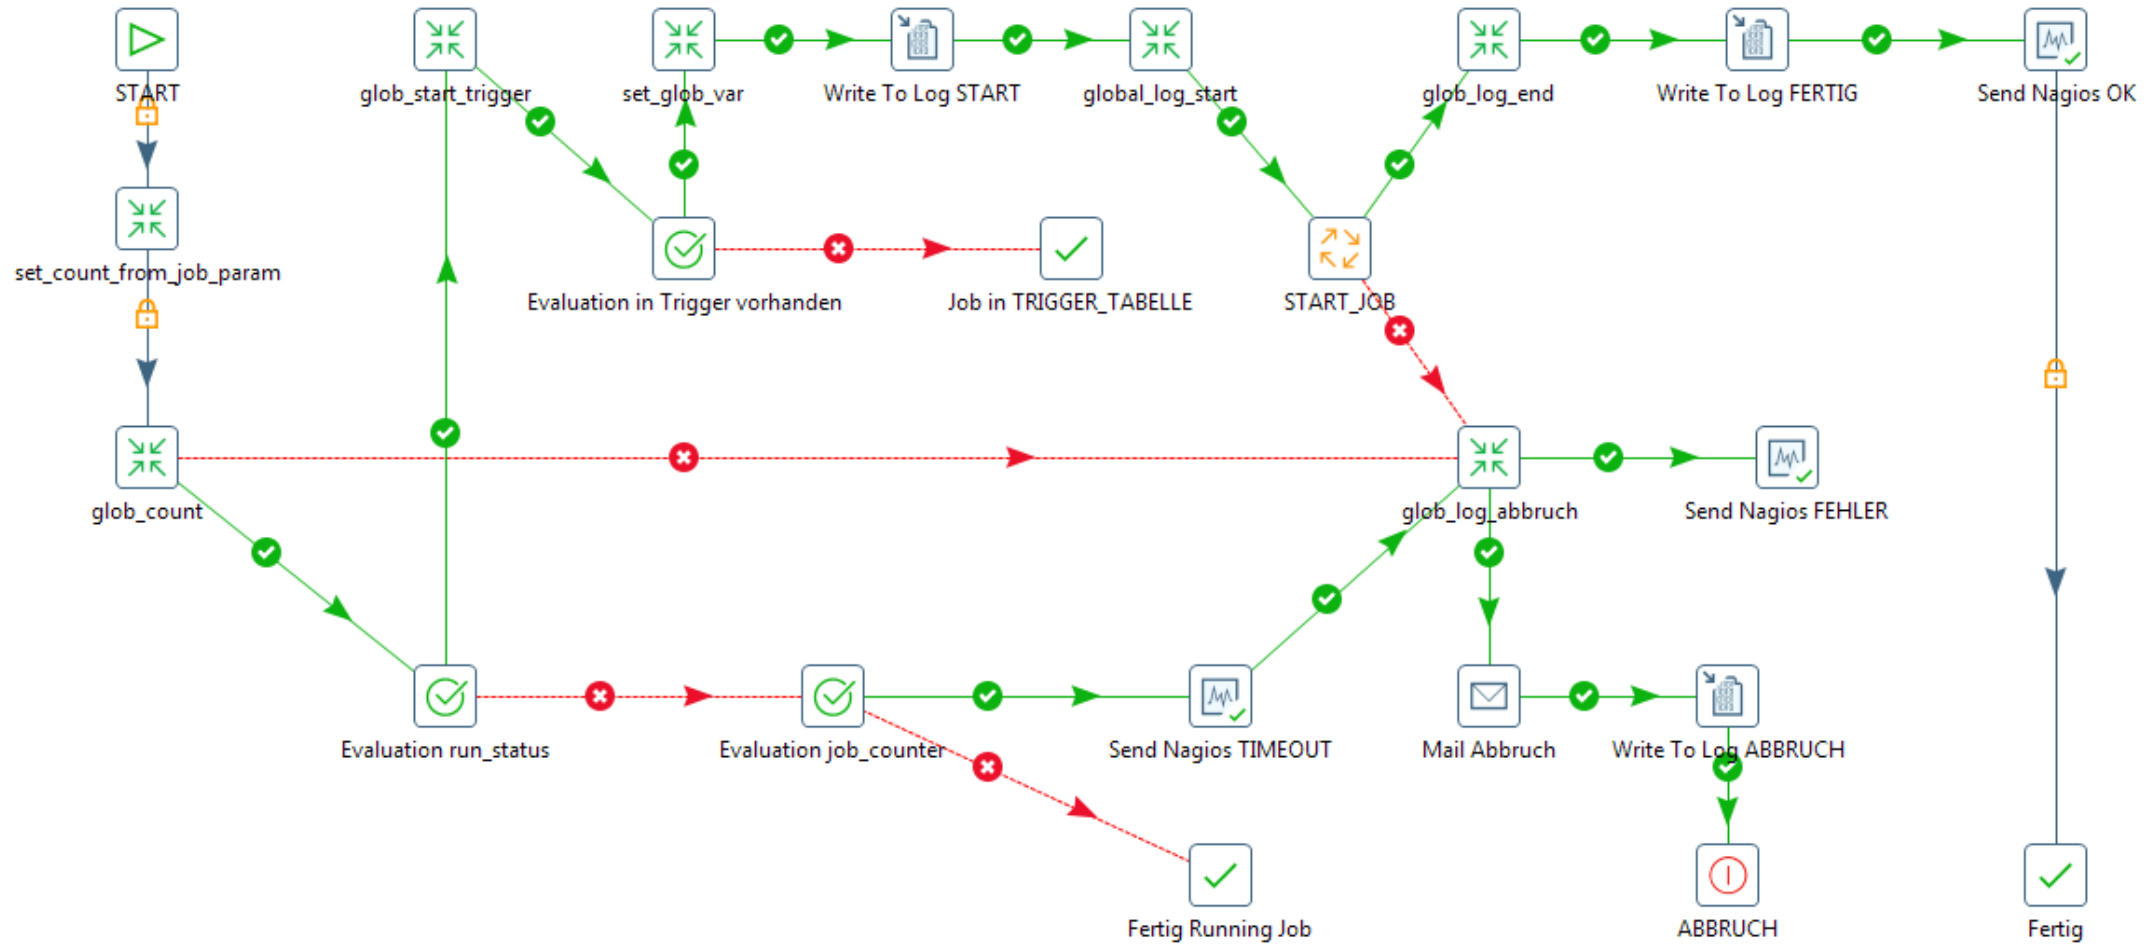 START
glob_start_trigger
set_glob_var
Write To Log START
global_log_start
glob_log_end
Write To Log FERTIG
Send Nagios OK
set_count_from_job_param
Evaluation in Trigger vorhanden
Job in TRIGGER_TABELLE
START_JOB
glob_count
glob_log_abbruch
Send Nagios FEHLER
Evaluation run_status
Evaluation job_counter
Send Nagios TIMEOUT
Mail Abbruch
Write To Log ABBRUCH
Fertig Running Job
ABBRUCH
Fertig